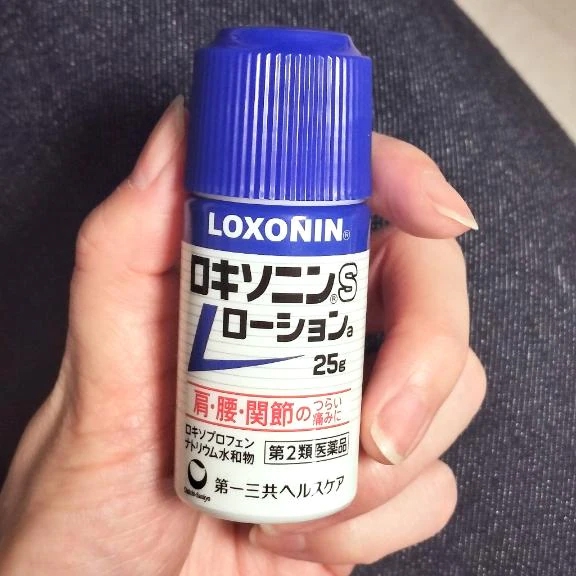 LOXONIN®
ロキソニン®S
ローションa
25g
肩・腰・関節のつらい痛みに
ロキソプロフェン
ナトリウム水和物
第2類医薬品
Daiichi-Sankyo
第一三共ヘルスケア